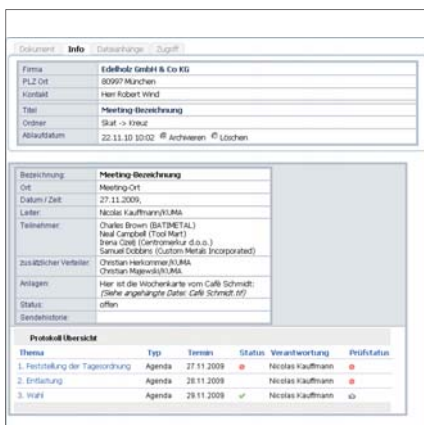 Dokument Info Dateianhänge Zugriff
Firma Edelholz GmbH & Co KG
PLZ Ort 80997 München
Kontakt Herr Robert Wind
Titel Meeting-Bezeichnung
Ordner Skat -> Kreuz
Ablaufdatum 22.11.10 10:02 Archivieren Löschen
Bezeichnung: Meeting-Bezeichnung
Ort Meeting-Ort
Datum / Zeit 27.11.2009,
Leiter: Nicolas Kauffmann/KUMA
Teilnehmer: Charles Brown (BATIMETAL)
Neal Campbell (Tool Mart)
Irena (Centromerkur d.o.o.)
Samuel Dobbins (Custom Metals Incorporated)
zusätzlicher Verteiler: Christian Herkommer/KUMA
Christian Majewski/KUMA
Anlagen: Hier ist die Wochenkarte vom Café Schmidt:
(Siehe angehängte Datei: Café Schmidt.tif)
Status: offen
Sendehistorie:
Protokoll Übersicht
Thema Typ Termin Status Verantwortung Prüfstatus
1. Feststellung der Tagesordnung Agenda 27.11.2009 Nicolas Kauffmann
2. Entlastung Agenda 28.11.2009 Nicolas Kauffmann
3. Wahl Agenda 29.11.2009 Nicolas Kauffmann